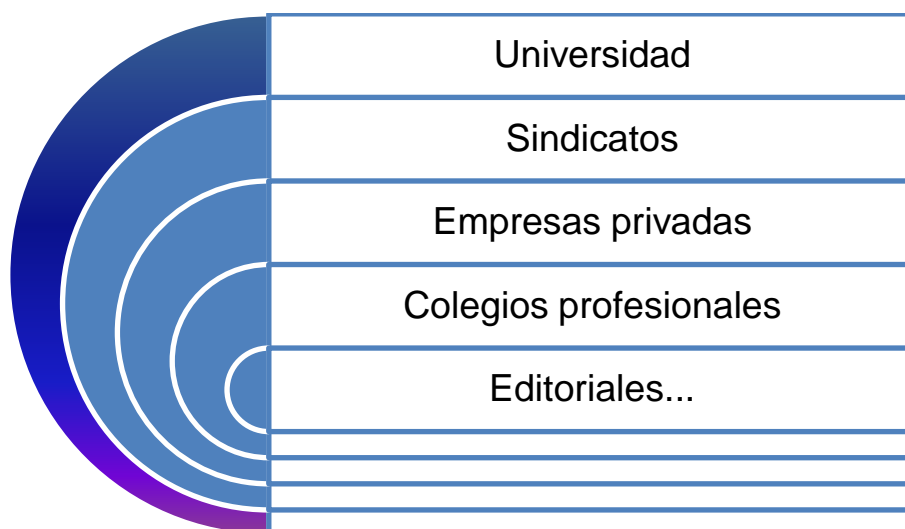 Universidad
Sindicatos
Empresas privadas
Colegios profesionales
Editoriales...